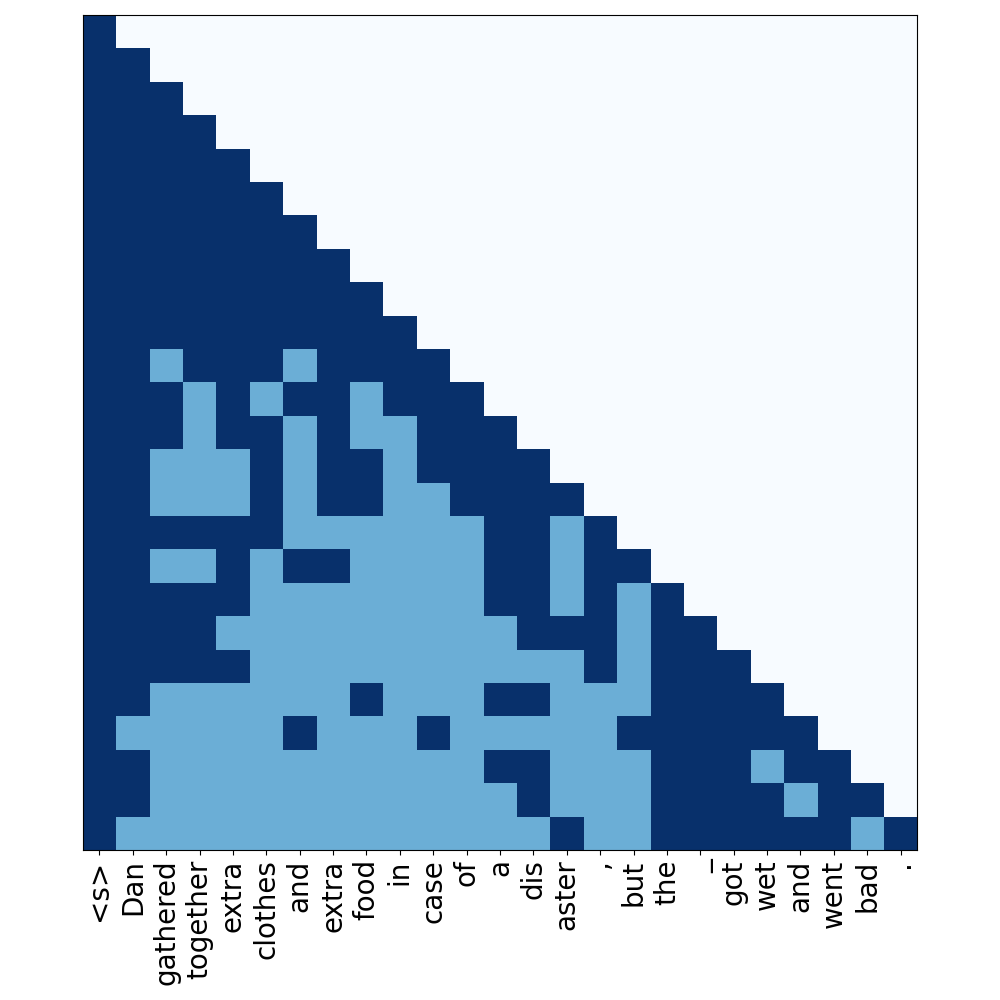 <s> Dan gathered together extra clothes and extra food in case of a dis aster , but the _ got wet and went bad .